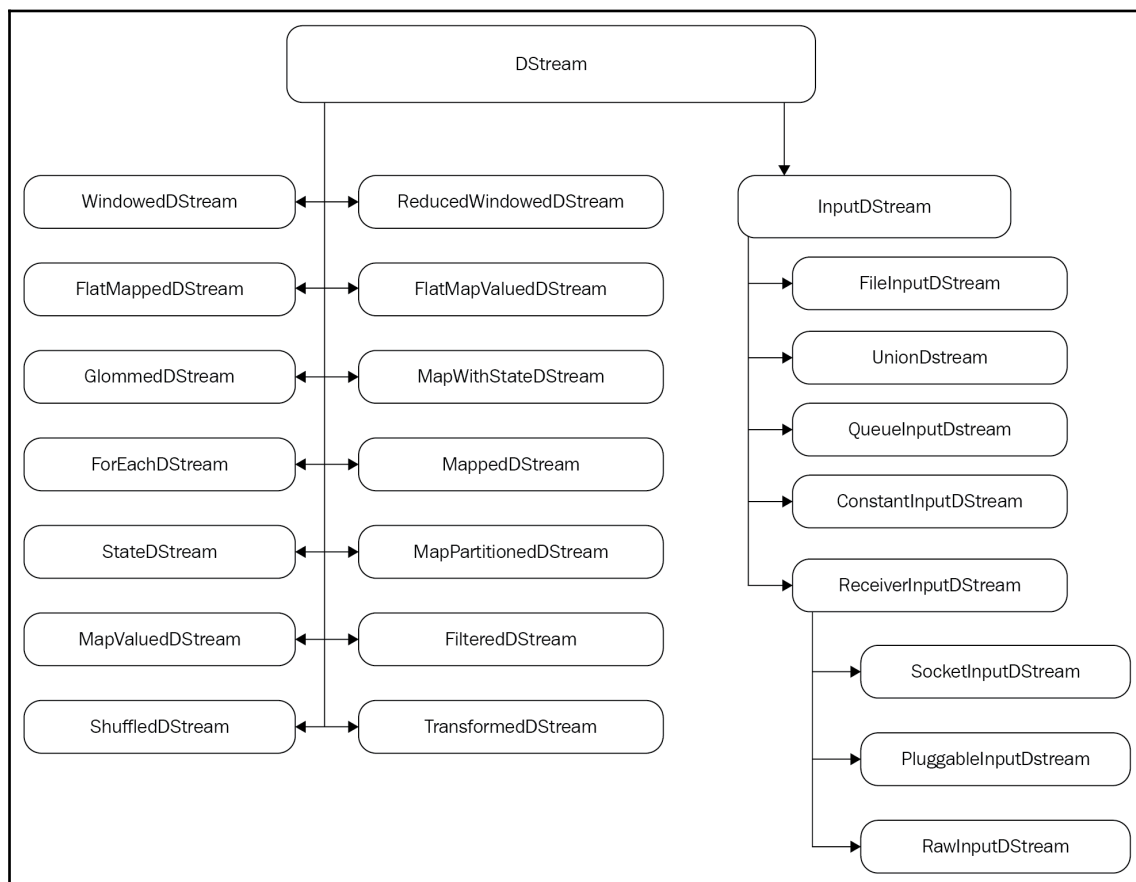 DStream
WindowedDStream
ReducedWindowedDStream
InputDStream
FlatMappedDStream
FlatMapValuedDStream
FileInputDStream
UnionDstream
GlommedDStream
MapWithStateDStream
QueueInputDstream
ForEachDStream
MappedDStream
ConstantInputDStream
StateDStream
MapPartitionedDStream
ReceiverInputDStream
MapValuedDStream
FilteredDStream
SocketInputDStream
ShuffledDStream
TransformedDStream
PluggableInputDstream
RawInputDStream